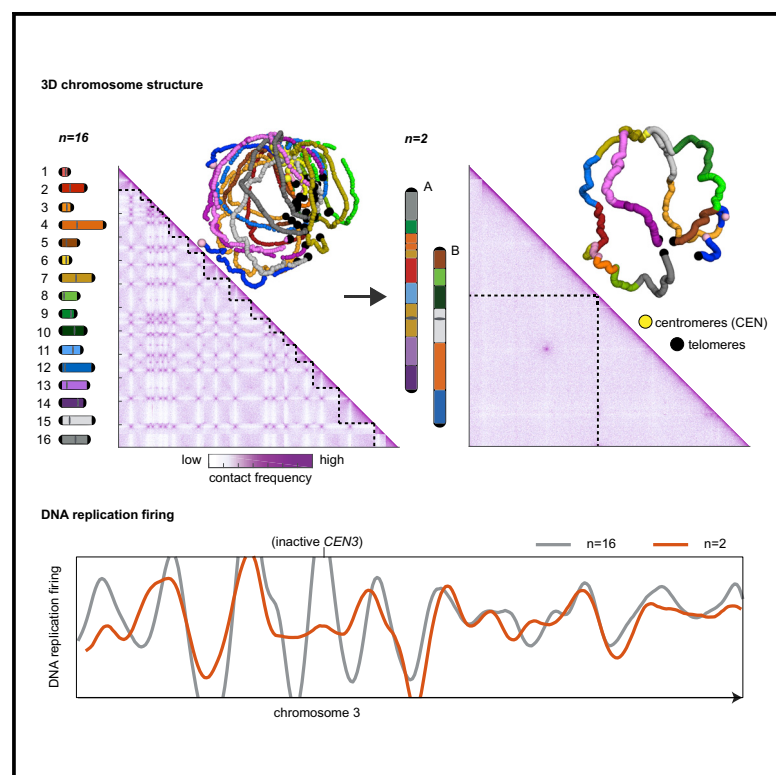 3D chromosome structure
n=16
n=2
1
2
3
4
5
6
7
8
9
10
11
12
13
14
15
16
A
B
centromeres (CEN)
telomeres
low
high
contact frequency
DNA replication firing
(inactive CEN3)
n=16
n=2
DNA replication firing
chromosome 3